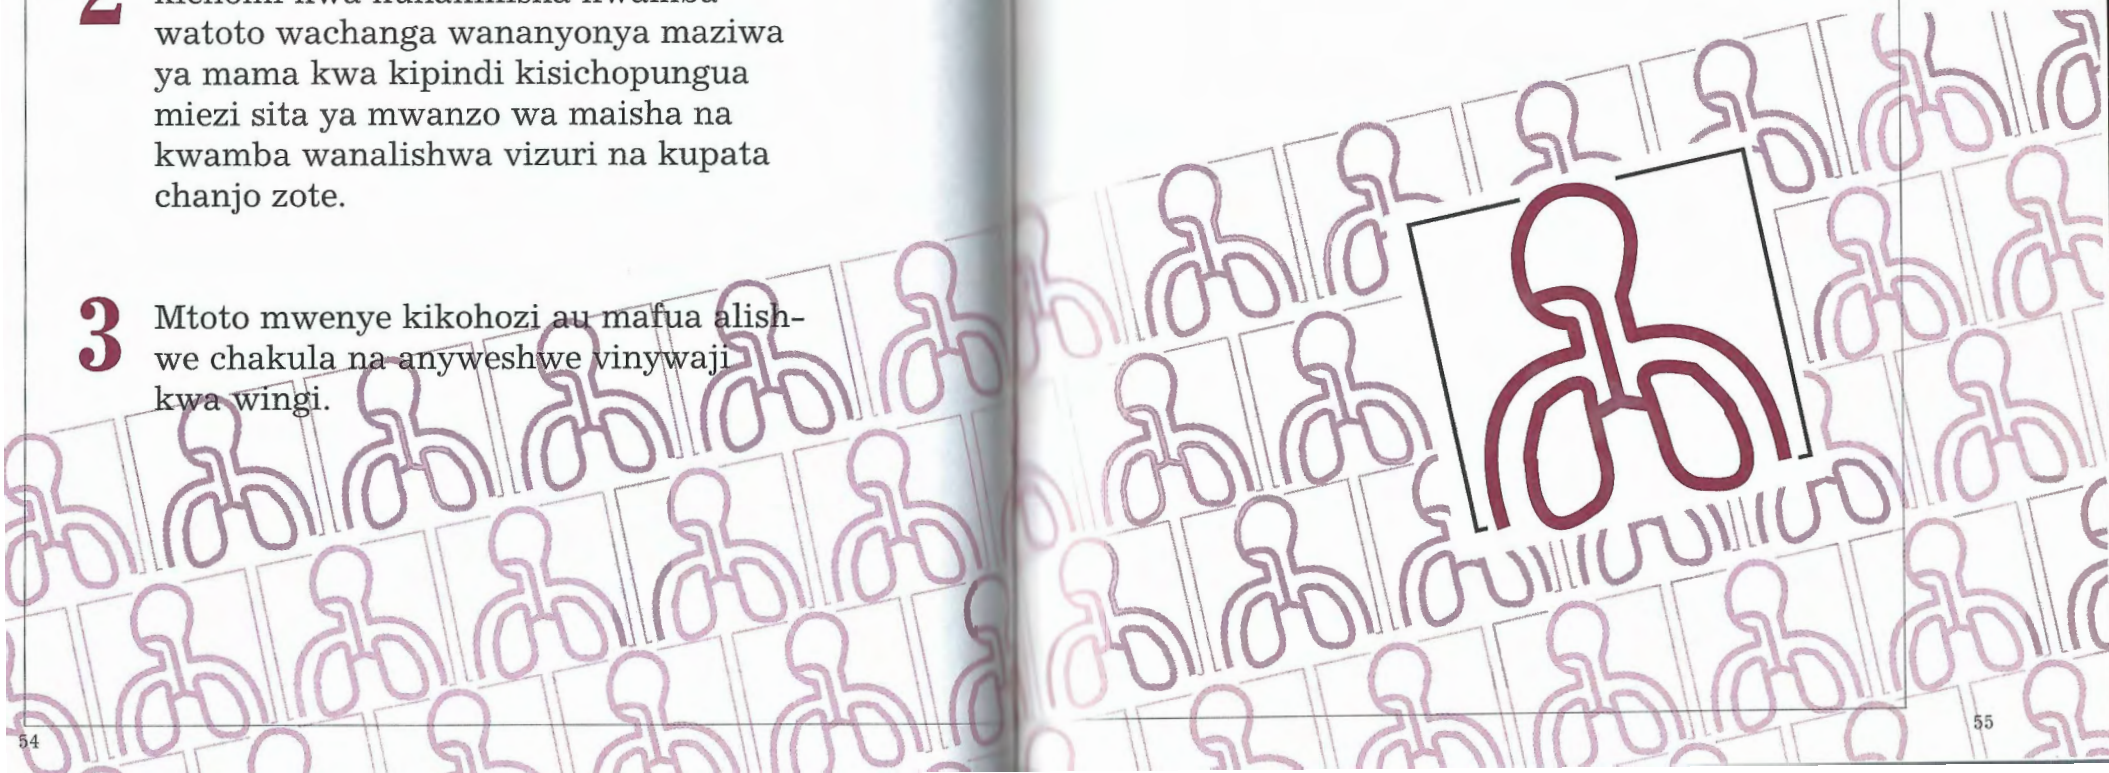 2
watoto wachanga wananyonya maziwa
ya mama kwa kipindi kisichopungua
miezi sita ya mwanzo wa maisha na
kwamba wanalishwa vizuri na kupata
chanjo zote.
3 Mtoto mwenye kikohozi au mafua alish-
we chakula na anyweshwe vinywaji
kwa wingi.
54
55